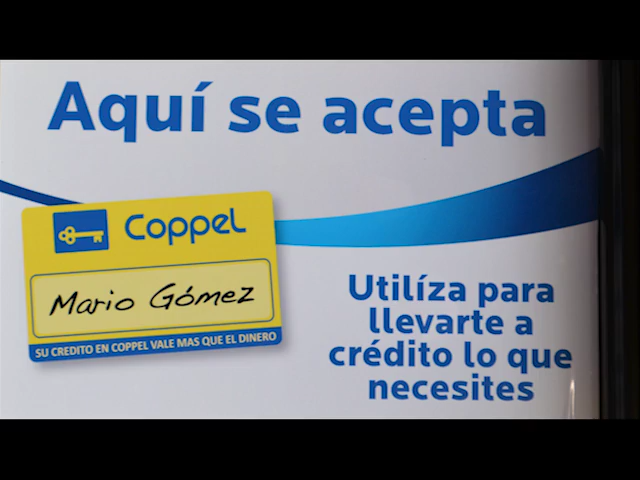 Aquí se acepta
Coppel
Mario Gómez
SU CREDITO EN COPPEL VALE MAS QUE EL DINERO
Utilíza para
llevarte a
crédito lo que
necesites